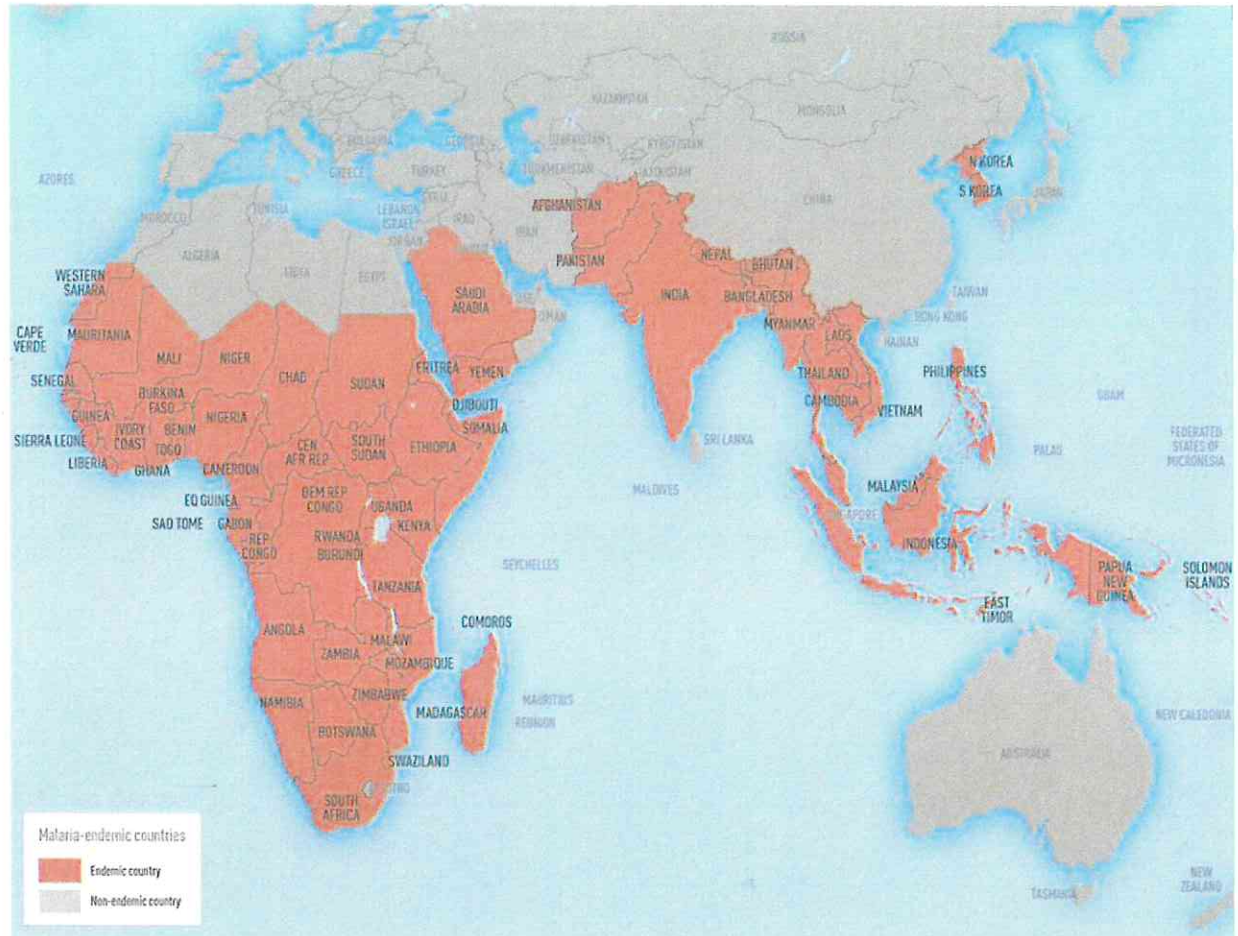 RUSSIA
KAZAKHSTAN
MONGOLIA
BULGARIA
GEORGIA
UZBEKISTAN
KYRGYZSTAN
GREECE
TURKEY
TURKMENISTAN
TAJIKISTAN
N KOREA
AZORES
SYRIA
S KOREA
JAPAN
CHINA
AFGHANISTAN
MOROCCO
TUNISIA
LEBANON
ISRAEL
IRAQ
JORDAN
IRAN
ALGERIA
LIBYA
EGYPT
PAKISTAN
NEPAL
BHUTAN
WESTERN
SAHARA
SAUDI
ARABIA
UAE
OMAN
INDIA
BANGLADESH
TAIWAN
HONG KONG
MYANMAR
LAOS
HAINAN
CAPE
VERDE
MAURITANIA
MALI
NIGER
CHAD
SUDAN
ERITREA
YEMEN
THAILAND
PHILIPPINES
SENEGAL
BURKINA
FASO
NIGERIA
DJIBOUTI
CAMBODIA
VIETNAM
GUAM
GUINEA
IVORY
COAST
BENIN
TOGO
SOMALIA
SIERRA LEONE
CEN
AFR REP
SOUTH
SUDAN
ETHIOPIA
SRI LANKA
PALAU
FEDERATED
STATES OF
MICRONESIA
LIBERIA
GHANA
CAMEROON
MALDIVES
MALAYSIA
EQ GUINEA
DEM REP
CONGO
UGANDA
KENYA
SAO TOME
GABON
REP
CONGO
RWANDA
BURUNDI
INDONESIA
SEYCHELLES
TANZANIA
PAPUA
NEW
GUINEA
SOLOMON
ISLANDS
EAST
TIMOR
COMOROS
ANGOLA
MALAWI
ZAMBIA
MOZAMBIQUE
NAMIBIA
ZIMBABWE
MADAGASCAR
MAURITIUS
REUNION
NEW CALEDONIA
BOTSWANA
SWAZILAND
AUSTRALIA
SOUTH
AFRICA
Malaria-endemic countries
Endemic country
Non-endemic country
TASMANIA
NEW
ZEALAND